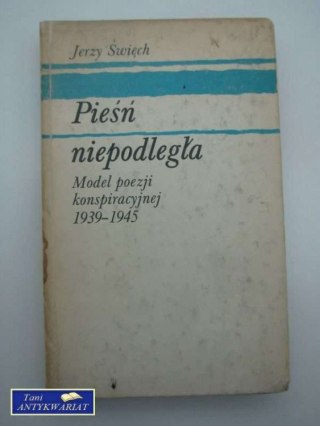 Jerzy Święch
Pieśń
niepodległa
Model poezji
konspiracyjnej
1939–1945
Tani
ANTYKWARIAT